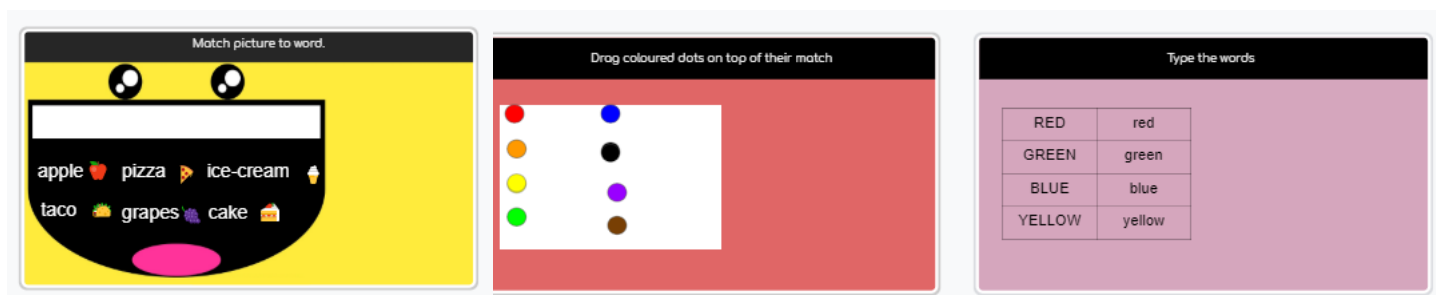 Match picture to word.
apple pizza ice-cream
taco grapes cake
Drag coloured dots on top of their match
Type the words
RED red
GREEN green
BLUE blue
YELLOW yellow